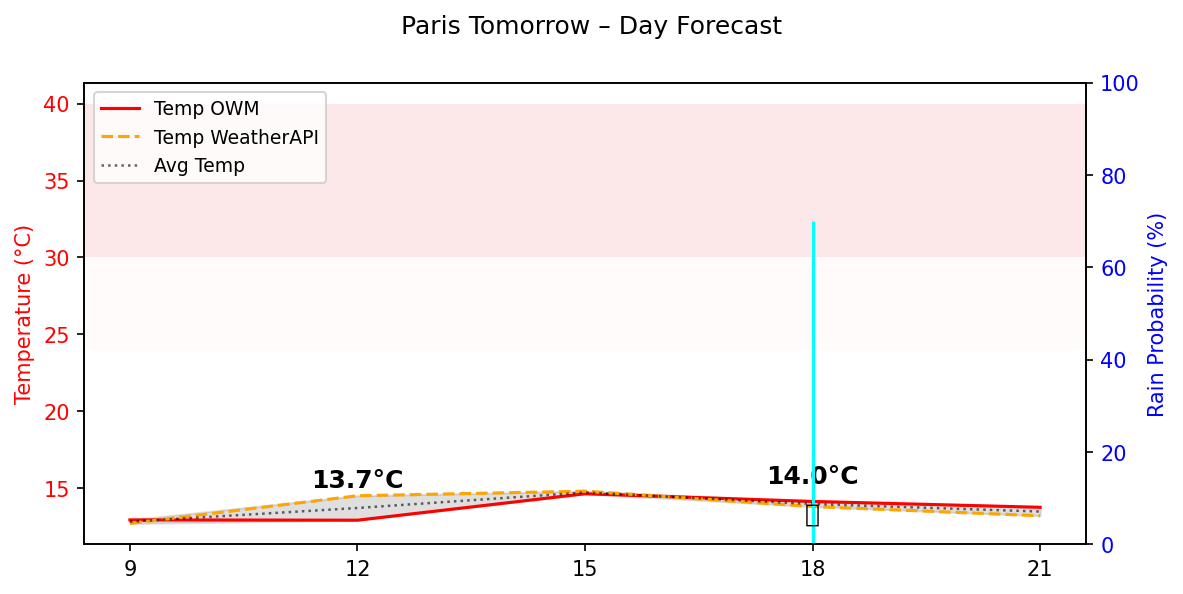 Paris Tomorrow – Day Forecast
Temp OWM
Temp WeatherAPI
Avg Temp
Temperature (°C)
40
35
30
25
20
15
13.7°C
14.0°C
Rain Probability (%)
100
80
60
40
20
0
9
12
15
18
21